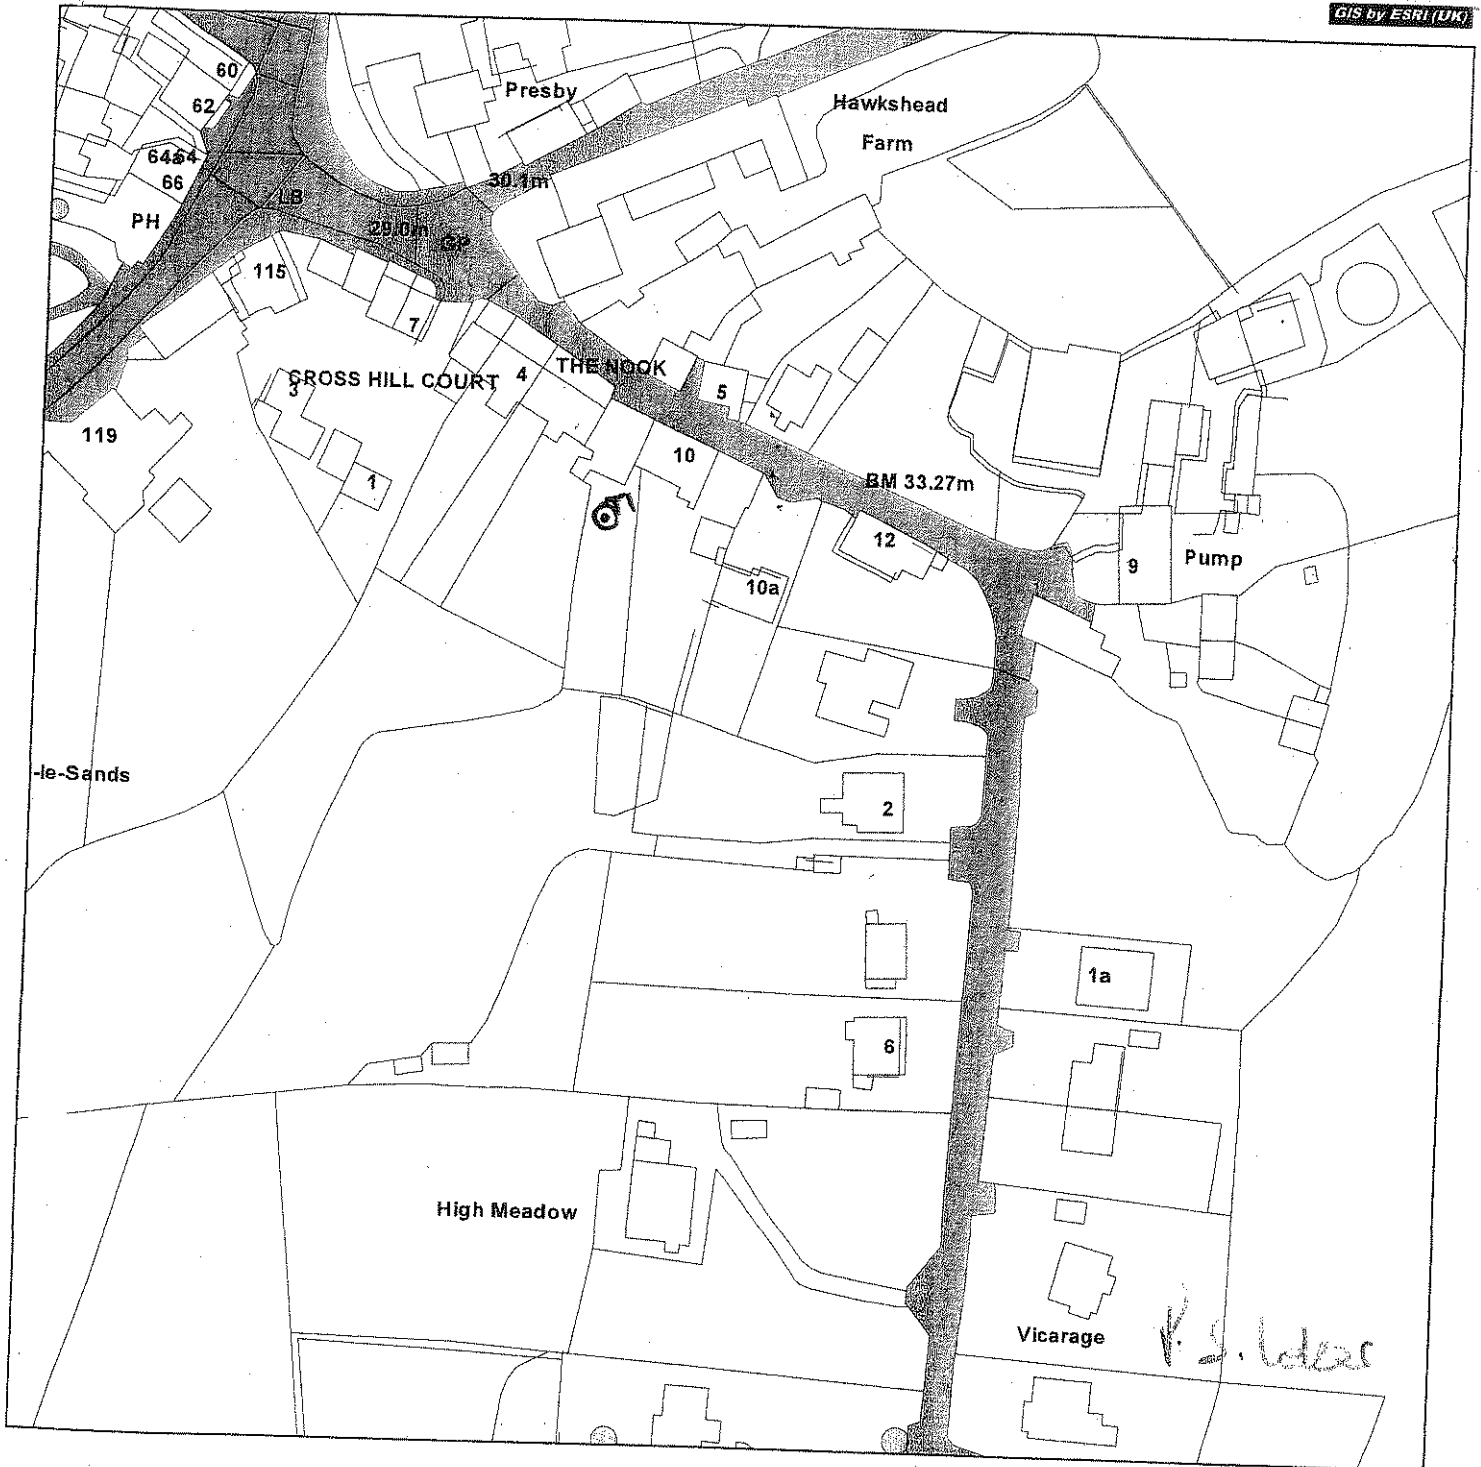 GIS by ESRI (UK)
60
62
Presby
Hawkshead
Farm
64a 64
66
30.1m
LB
PH
29.0m
GP
115
7
THE NOOK
4
CROSS HILL COURT
3
5
119
10
1
BM 33.27m
12
Pump
9
10a
-le-Sands
2
1a
6
High Meadow
Vicarage
P. S.